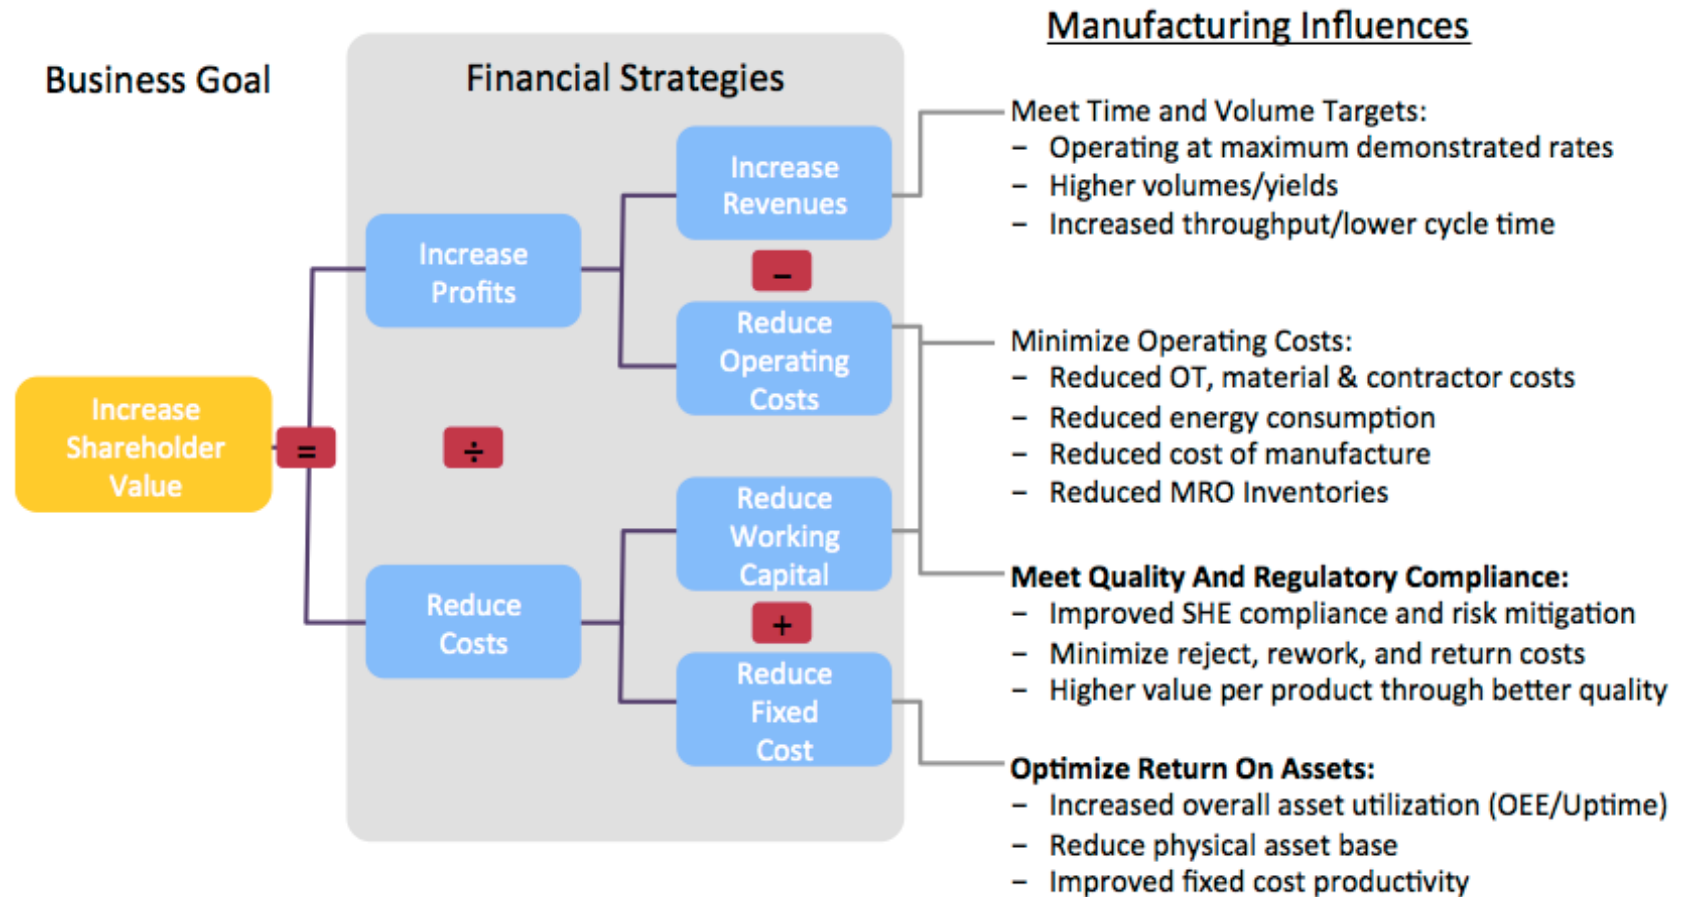 Manufacturing Influences
Business Goal
Financial Strategies
Increase
Shareholder
Value
=
Increase
Profits
÷
Reduce
Costs
Increase
Revenues
–
Reduce
Operating
Costs
Reduce
Working
Capital
+
Reduce
Fixed
Cost
Meet Time and Volume Targets:
– Operating at maximum demonstrated rates
– Higher volumes/yields
– Increased throughput/lower cycle time
Minimize Operating Costs:
– Reduced OT, material & contractor costs
– Reduced energy consumption
– Reduced cost of manufacture
– Reduced MRO Inventories
Meet Quality And Regulatory Compliance:
– Improved SHE compliance and risk mitigation
– Minimize reject, rework, and return costs
– Higher value per product through better quality
Optimize Return On Assets:
– Increased overall asset utilization (OEE/Uptime)
– Reduce physical asset base
– Improved fixed cost productivity